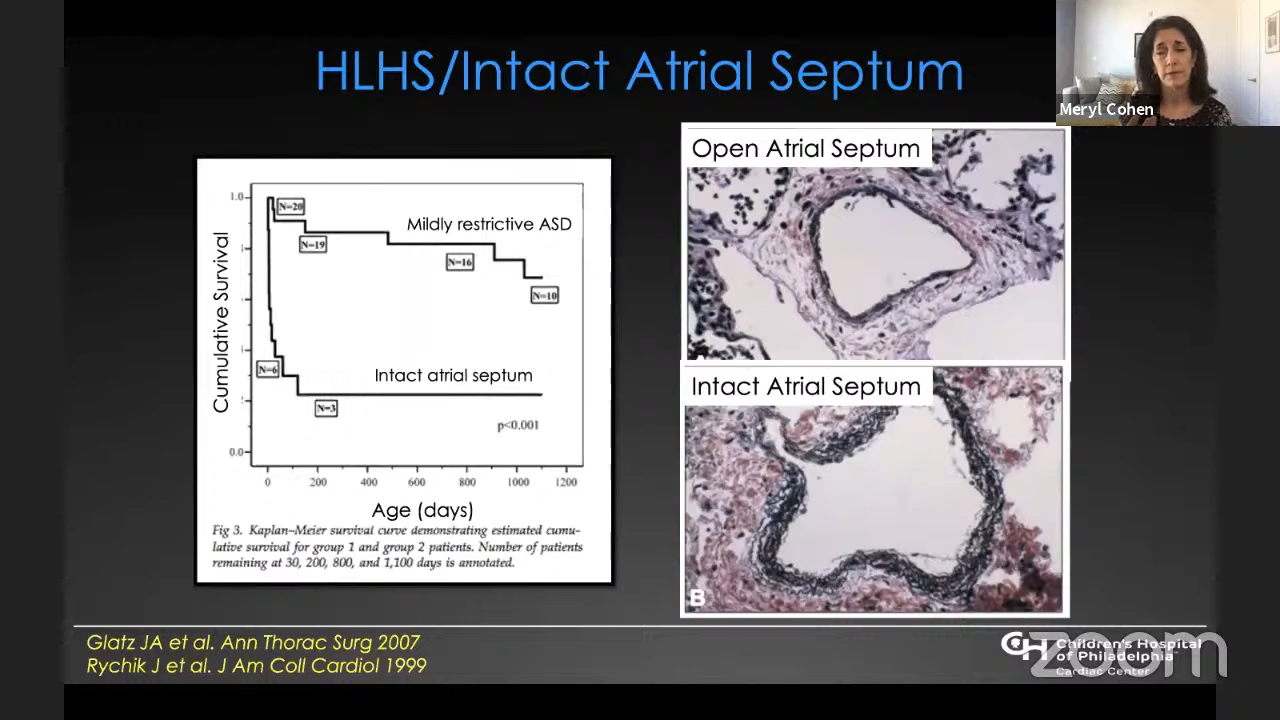 HLHS/Intact Atrial Septum
Meryl Cohen
Cumulative Survival
1.0
0.0
N=20
N=19
Mildly restrictive ASD
N=16
N=10
N=6
Intact atrial septum
N=3
p<0.001
0 200 400 600 800 1000 1200
Age (days)
Fig 3. Kaplan–Meier survival curve demonstrating estimated cumu-
lative survival for group 1 and group 2 patients. Number of patients
remaining at 30, 200, 800, and 1,100 days is annotated.
Open Atrial Septum
Intact Atrial Septum
B
Glatz JA et al. Ann Thorac Surg 2007
Rychik J et al. J Am Coll Cardiol 1999
CH Children's Hospital
of Philadelphia
Cardiac Center
zoom